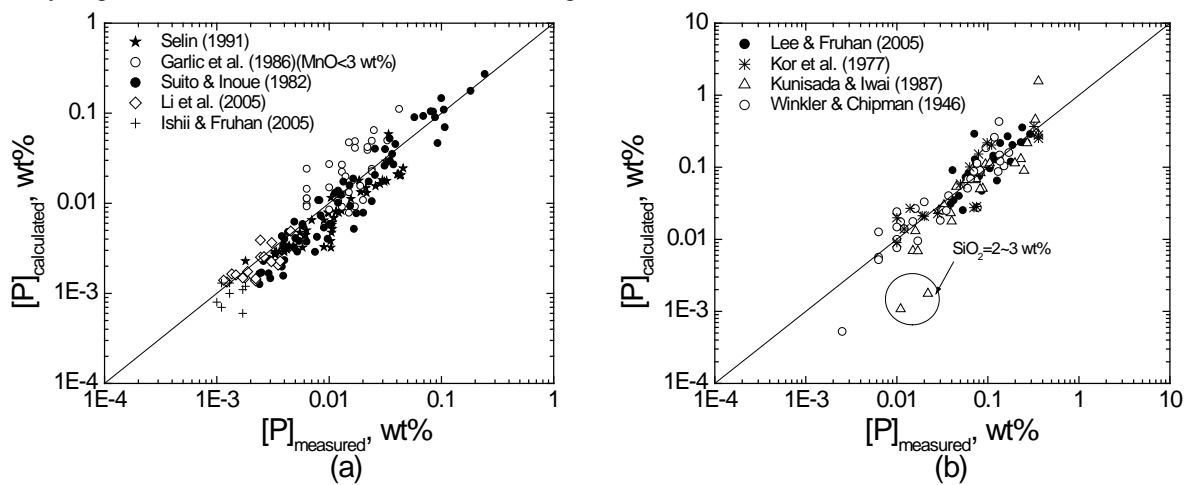 Selin (1991)
Garlic et al. (1986)(MnO<3 wt%)
Suito & Inoue (1982)
Li et al. (2005)
Ishii & Fruhan (2005)
1
0.1
0.01
1E-3
1E-4
[P]calculated, wt%
1E-4 1E-3 0.01 0.1 1
[P]measured, wt%
(a)
Lee & Fruhan (2005)
Kor et al. (1977)
Kunisada & Iwai (1987)
Winkler & Chipman (1946)
SiO2=2~3 wt%
10
1
0.1
0.01
1E-3
1E-4
[P]calculated, wt%
1E-4 1E-3 0.01 0.1 1 10
[P]measured, wt%
(b)